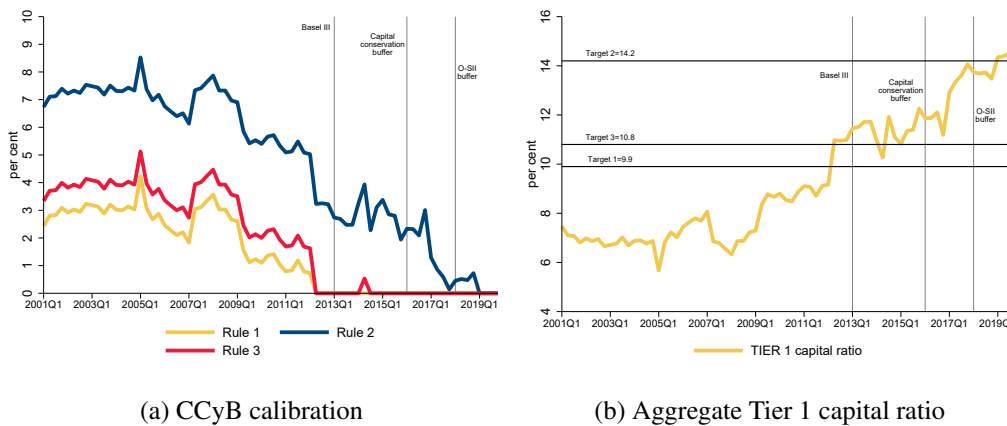 10
9
8
7
6
5
4
3
2
1
0
per cent
Basel III
Capital
conservation
buffer
O-SII
buffer
2001Q1 2003Q1 2005Q1 2007Q1 2009Q1 2011Q1 2013Q1 2015Q1 2017Q1 2019Q1
Rule 1 Rule 2
Rule 3
(a) CCyB calibration
16
14
12
10
8
6
4
per cent
Target 2=14.2
Basel III
Capital
conservation
buffer
O-SII
buffer
Target 3=10.8
Target 1=9.9
2001Q1 2003Q1 2005Q1 2007Q1 2009Q1 2011Q1 2013Q1 2015Q1 2017Q1 2019Q1
TIER 1 capital ratio
(b) Aggregate Tier 1 capital ratio